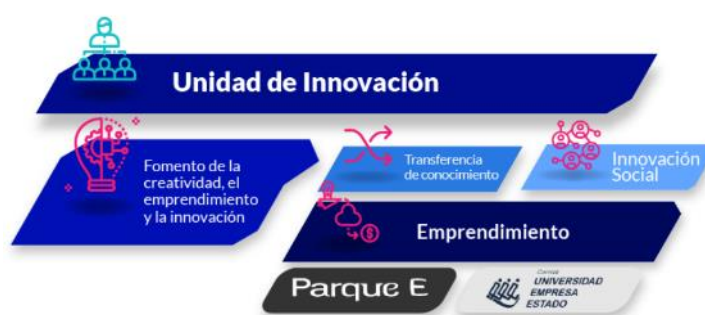 Unidad de Innovación
Fomento de la
creatividad, el
emprendimiento
y la innovación
Transferencia
de conocimiento
Innovación
Social
Emprendimiento
Parque E
Comité
UNIVERSIDAD
EMPRESA
ESTADO